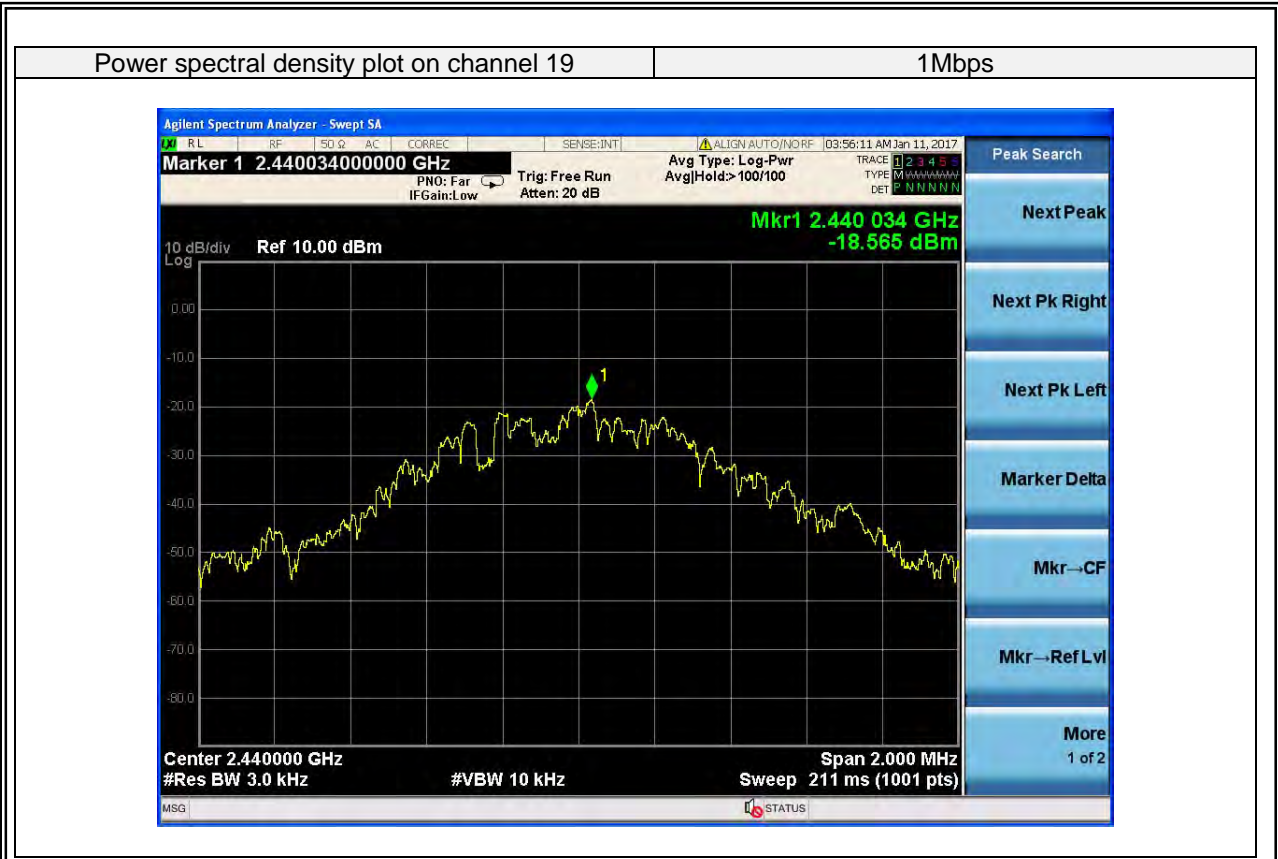 Power spectral density plot on channel 19 1Mbps
Agilent Spectrum Analyzer - Swept SA
LXI RL RF 50 Ω AC CORREC SENSE:INT ALIGN AUTO/NO RF 03:56:11 AM Jan 11, 2017
Marker 1 2.440034000000 GHz
PNO: Far
IFGain:Low
Trig: Free Run
Atten: 20 dB
Avg Type: Log-Pwr
Avg|Hold:>100/100
TRACE 1 2 3 4 5 6
TYPE M WWWWW
DET P N N N N N
Peak Search
Mkr1 2.440 034 GHz
-18.565 dBm
10 dB/div Ref 10.00 dBm
Log
0.00
-10.0
-20.0
-30.0
-40.0
-50.0
-60.0
-70.0
-80.0
1
Center 2.440000 GHz Span 2.000 MHz
#Res BW 3.0 kHz #VBW 10 kHz Sweep 211 ms (1001 pts)
MSG STATUS
Next Peak
Next Pk Right
Next Pk Left
Marker Delta
Mkr→CF
Mkr→Ref Lvl
More
1 of 2